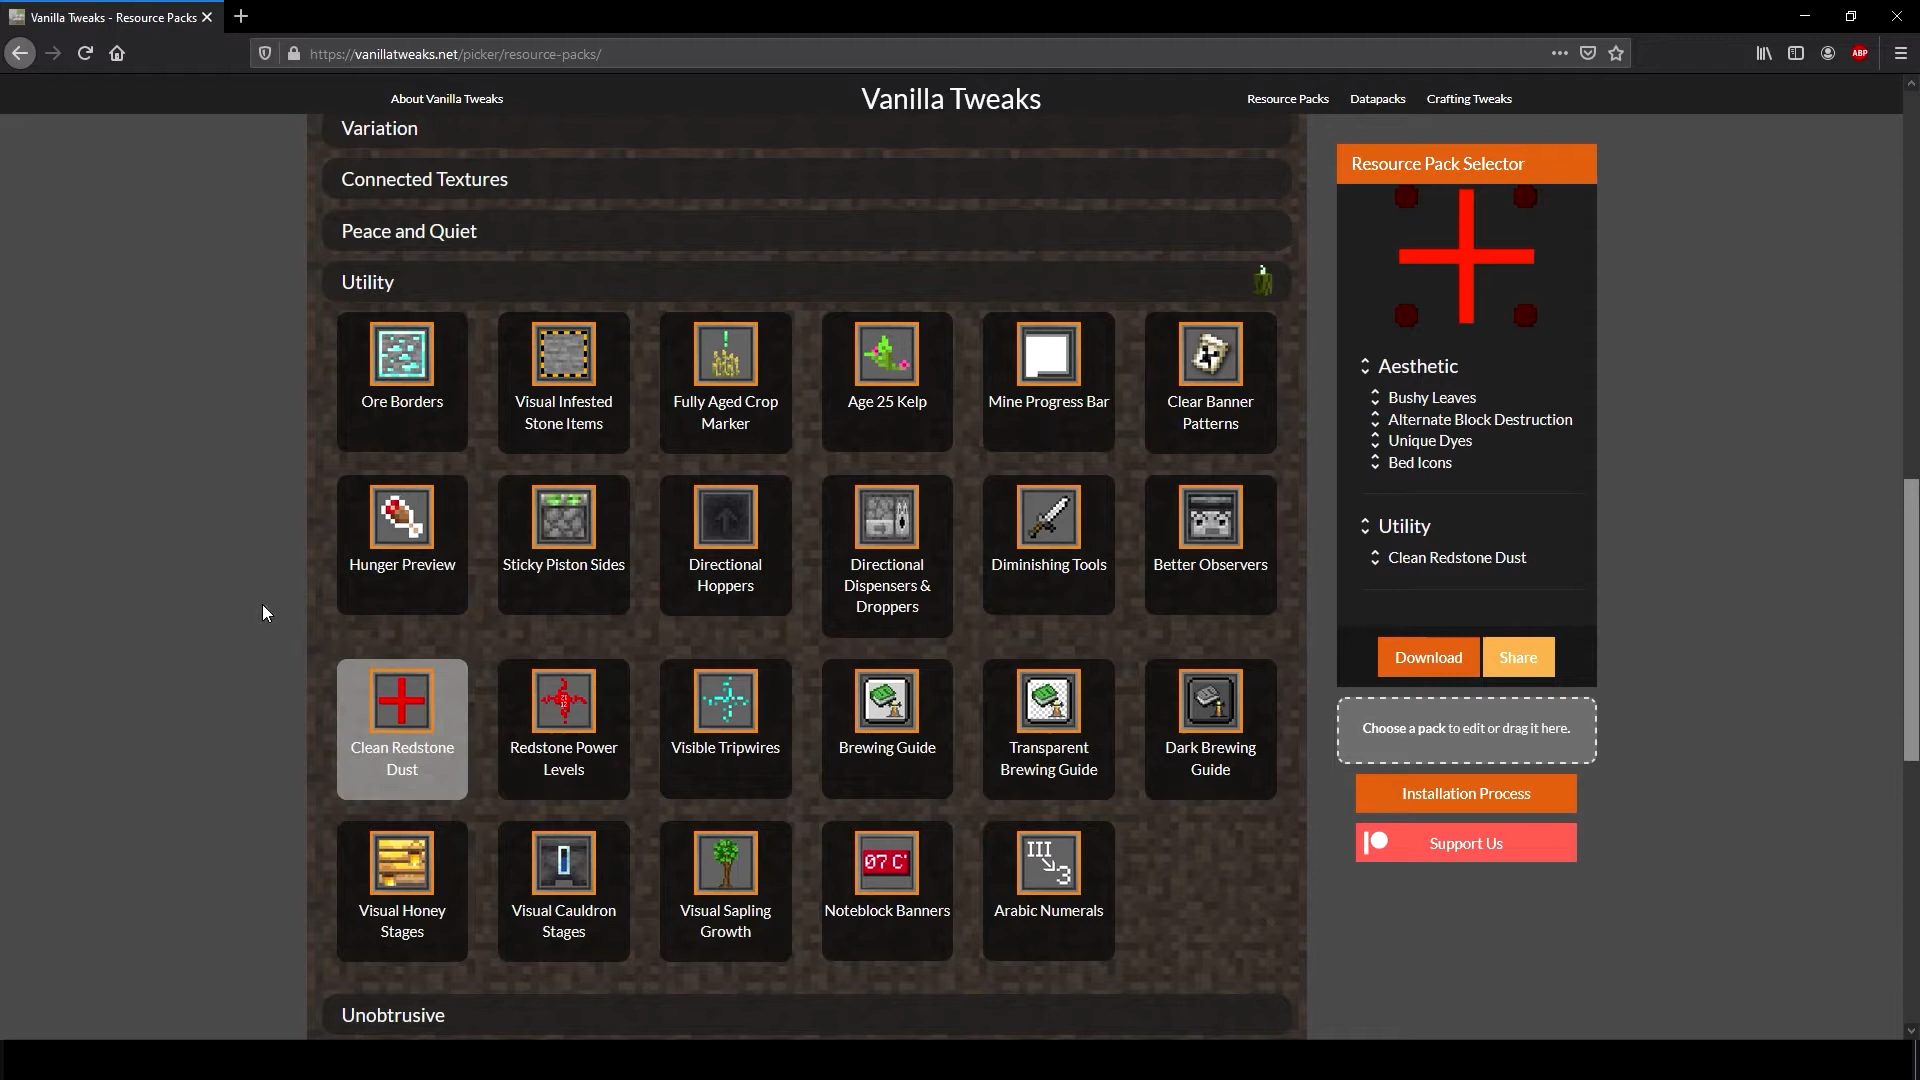 Vanilla Tweaks - Resource Packs
https://vanillatweaks.net/picker/resource-packs/
ABP
About Vanilla Tweaks
Vanilla Tweaks
Resource Packs
Datapacks
Crafting Tweaks
Variation
Connected Textures
Peace and Quiet
Utility
Ore Borders
Visual Infested
Stone Items
Fully Aged Crop
Marker
Age 25 Kelp
Mine Progress Bar
Clear Banner
Patterns
Hunger Preview
Sticky Piston Sides
Directional
Hoppers
Directional
Dispensers &
Droppers
Diminishing Tools
Better Observers
Clean Redstone
Dust
Redstone Power
Levels
Visible Tripwires
Brewing Guide
Transparent
Brewing Guide
Dark Brewing
Guide
Visual Honey
Stages
Visual Cauldron
Stages
Visual Sapling
Growth
07 C'
Noteblock Banners
III
3
Arabic Numerals
Unobtrusive
Resource Pack Selector
Aesthetic
Bushy Leaves
Alternate Block Destruction
Unique Dyes
Bed Icons
Utility
Clean Redstone Dust
Download
Share
Choose a pack to edit or drag it here.
Installation Process
Support Us